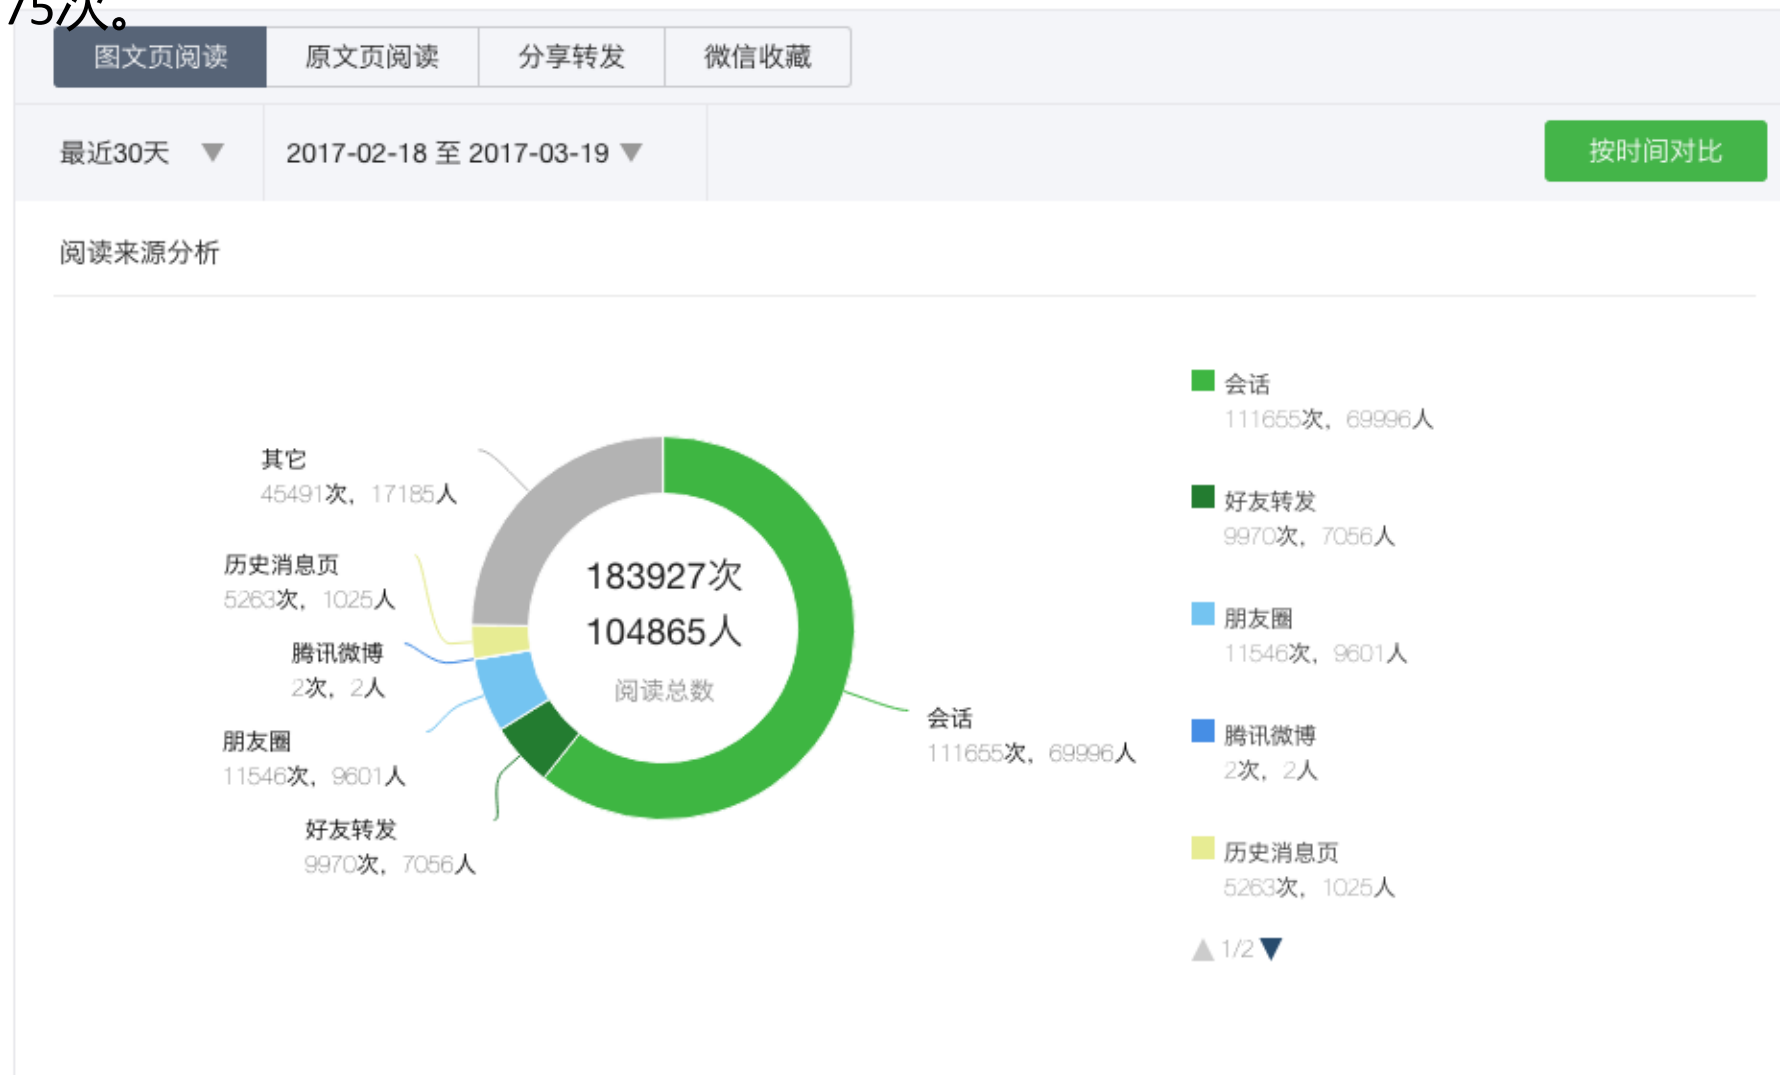 75次。
图文页阅读 原文页阅读 分享转发 微信收藏
最近30天 2017-02-18 至 2017-03-19 按时间对比
阅读来源分析
其它
45491次，17185人
历史消息页
5263次，1025人
腾讯微博
2次，2人
朋友圈
11546次，9601人
好友转发
9970次，7056人
183927次
104865人
阅读总数
会话
111655次，69996人
会话
111655次，69996人
好友转发
9970次，7056人
朋友圈
11546次，9601人
腾讯微博
2次，2人
历史消息页
5263次，1025人
1/2